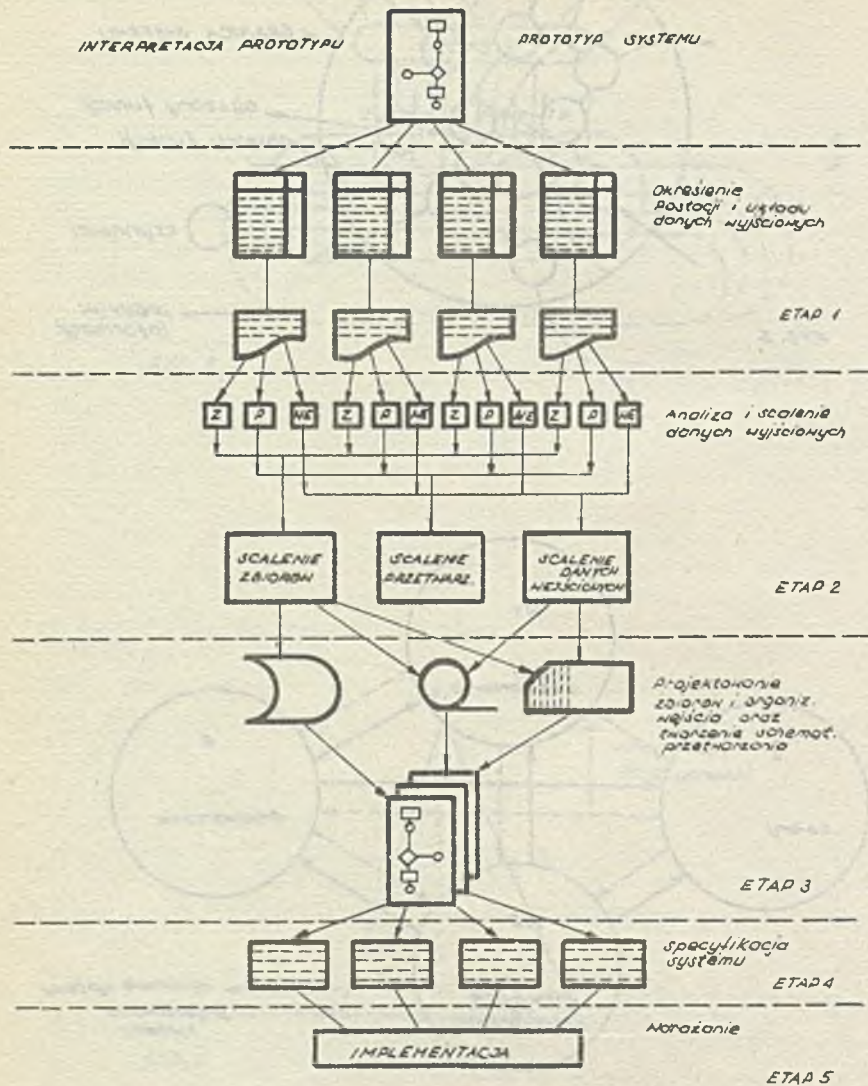 INTERPRETACJA PROTOTYPU
PROTOTYP SYSTEMU
Określenie
postaci i układu
danych wyjściowych
ETAP 1
Z P WE Z P WE Z P WE Z P WE
Analiza i scalenie
danych wyjściowych
SCALENIE
ZBIORÓW
SCALENIE
PRZETWARZ.
SCALENIE
DANYCH
WEJŚCIOWYCH
ETAP 2
Projektowanie
zbiorów i organiz.
wejścia oraz
tworzenie schemat.
przetwarzania
ETAP 3
Specyfikacja
systemu
ETAP 4
Wdrażanie
IMPLEMENTACJA
ETAP 5